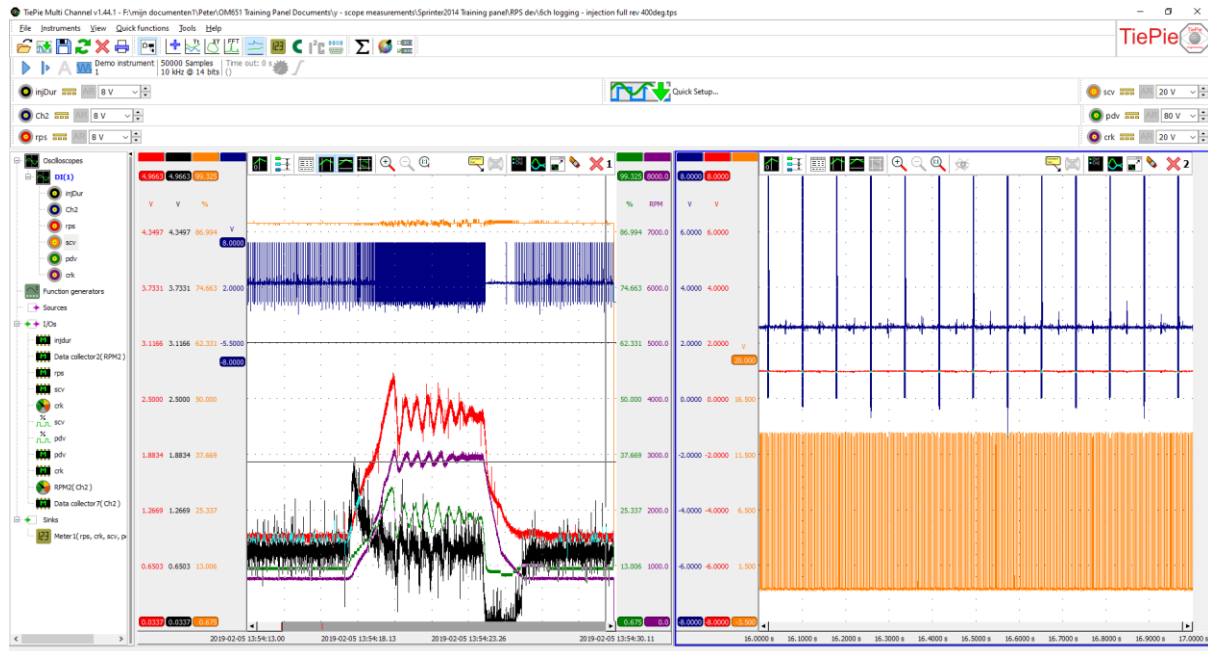 TiePie Multi Channel v1.44.1 - F:\mijn documenten1\Peter\OM651 Training Panel Documents\y - scope measurements\Sprinter2014 Training panel\RPS dev\6ch logging - injection full rev 400deg.tps
File Instruments View Quick functions Tools Help
TiePie
Demo instrument 50000 Samples Time out: 0 s
1 10 kHz @ 14 bits ()
injDur AR 8 V Quick Setup... scv AR 20 V
Ch2 AR 8 V pdv AR 80 V
rps AR 8 V crk AR 20 V
Oscilloscopes
DI(1)
injDur
Ch2
rps
scv
pdv
crk
Function generators
Sources
I/Os
injdur
Data collector2( RPM2 )
rps
scv
crk
scv
pdv
pdv
crk
RPM2( Ch2 )
Data collector7( Ch2 )
Sinks
Meter1( rps, crk, scv, p
1
4.9663 4.9663 99.325 99.325 8000.0
V V % V % RPM
4.3497 4.3497 86.994 86.994 7000.0
8.0000
3.7331 3.7331 74.663 2.0000 74.663 6000.0
3.1166 3.1166 62.331 -5.5000 62.331 5000.0
-8.0000
2.5000 2.5000 50.000 50.000 4000.0
1.8834 1.8834 37.669 37.669 3000.0
1.2669 1.2669 25.337 25.337 2000.0
0.6503 0.6503 13.006 13.006 1000.0
0.0337 0.0337 0.675 0.675 0.0
2019-02-05 13:54:13.00 2019-02-05 13:54:18.13 2019-02-05 13:54:23.26 2019-02-05 13:54:30.11
2
8.0000 8.0000
V V
6.0000 6.0000
4.0000 4.0000
2.0000 2.0000 V
0.0000 0.0000 16.500
-2.0000 -2.0000 11.500
-4.0000 -4.0000 6.500
-6.0000 -6.0000 1.500
-8.0000 -8.0000 -3.500
16.0000 s 16.1000 s 16.2000 s 16.3000 s 16.4000 s 16.5000 s 16.6000 s 16.7000 s 16.8000 s 16.9000 s 17.0000 s